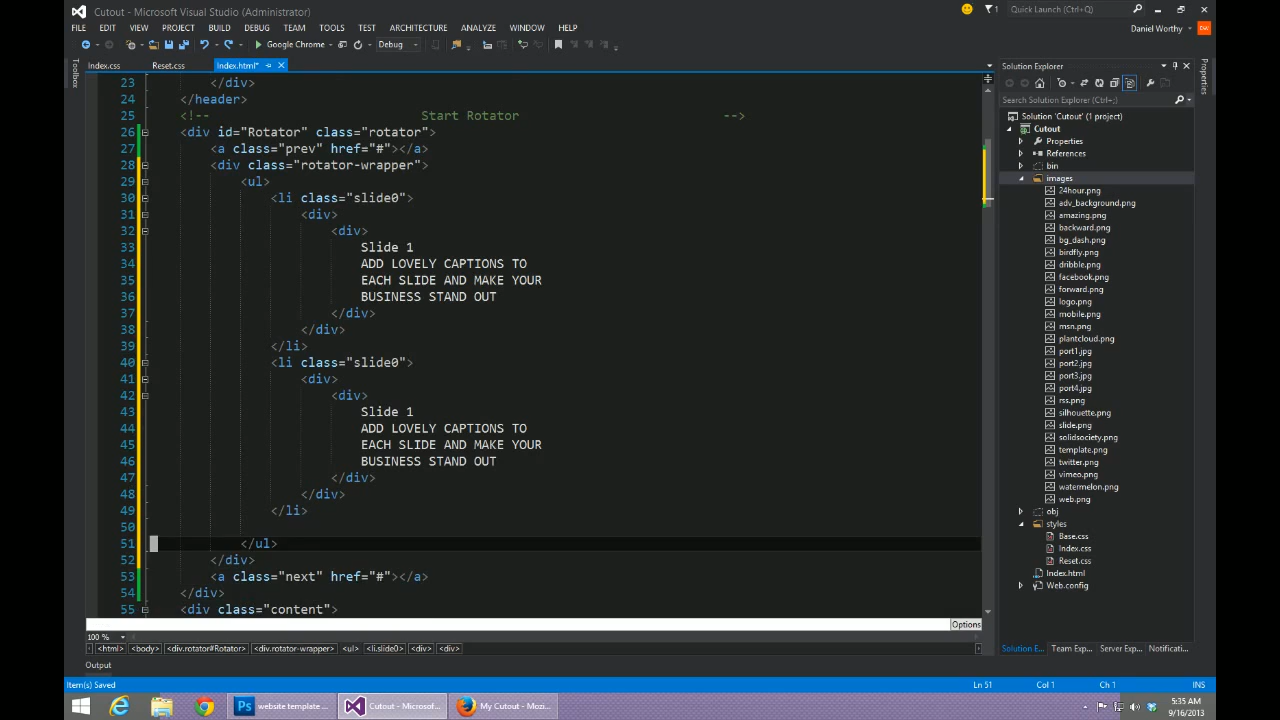 Cutout - Microsoft Visual Studio (Administrator)
1
Quick Launch (Ctrl+Q)
FILE EDIT VIEW PROJECT BUILD DEBUG TEAM TOOLS TEST ARCHITECTURE ANALYZE WINDOW HELP
Daniel Worthy
DW
Google Chrome
Debug
Toolbox
Index.css Reset.css Index.html*
Solution Explorer
Properties
Search Solution Explorer (Ctrl+;)
23 </div>
24 </header>
25 <!-- Start Rotator -->
26 <div id="Rotator" class="rotator">
27 <a class="prev" href="#"></a>
28 <div class="rotator-wrapper">
29 <ul>
30 <li class="slide0">
31 <div>
32 <div>
33 Slide 1
34 ADD LOVELY CAPTIONS TO
35 EACH SLIDE AND MAKE YOUR
36 BUSINESS STAND OUT
37 </div>
38 </div>
39 </li>
40 <li class="slide0">
41 <div>
42 <div>
43 Slide 1
44 ADD LOVELY CAPTIONS TO
45 EACH SLIDE AND MAKE YOUR
46 BUSINESS STAND OUT
47 </div>
48 </div>
49 </li>
50
51 </ul>
52 </div>
53 <a class="next" href="#"></a>
54 </div>
55 <div class="content">
Solution 'Cutout' (1 project)
Cutout
Properties
References
bin
images
24hour.png
adv_background.png
amazing.png
backward.png
bg_dash.png
birdfly.png
dribble.png
facebook.png
forward.png
logo.png
mobile.png
msn.png
plantcloud.png
port1.jpg
port2.jpg
port3.jpg
port4.jpg
rss.png
silhouette.png
slide.png
solidsociety.png
template.png
twitter.png
vimeo.png
watermelon.png
web.png
obj
styles
Base.css
Index.css
Reset.css
Index.html
Web.config
Options
100 %
<html> <body> <div.rotator#Rotator> <div.rotator-wrapper> <ul> <li.slide0> <div> <div>
Solution E... Team Exp... Server Exp... Notificati...
Output
Item(s) Saved
Ln 51 Col 1 Ch 1 INS
website template ...
Cutout - Microsof...
My Cutout - Mozi...
5:35 AM
9/16/2013